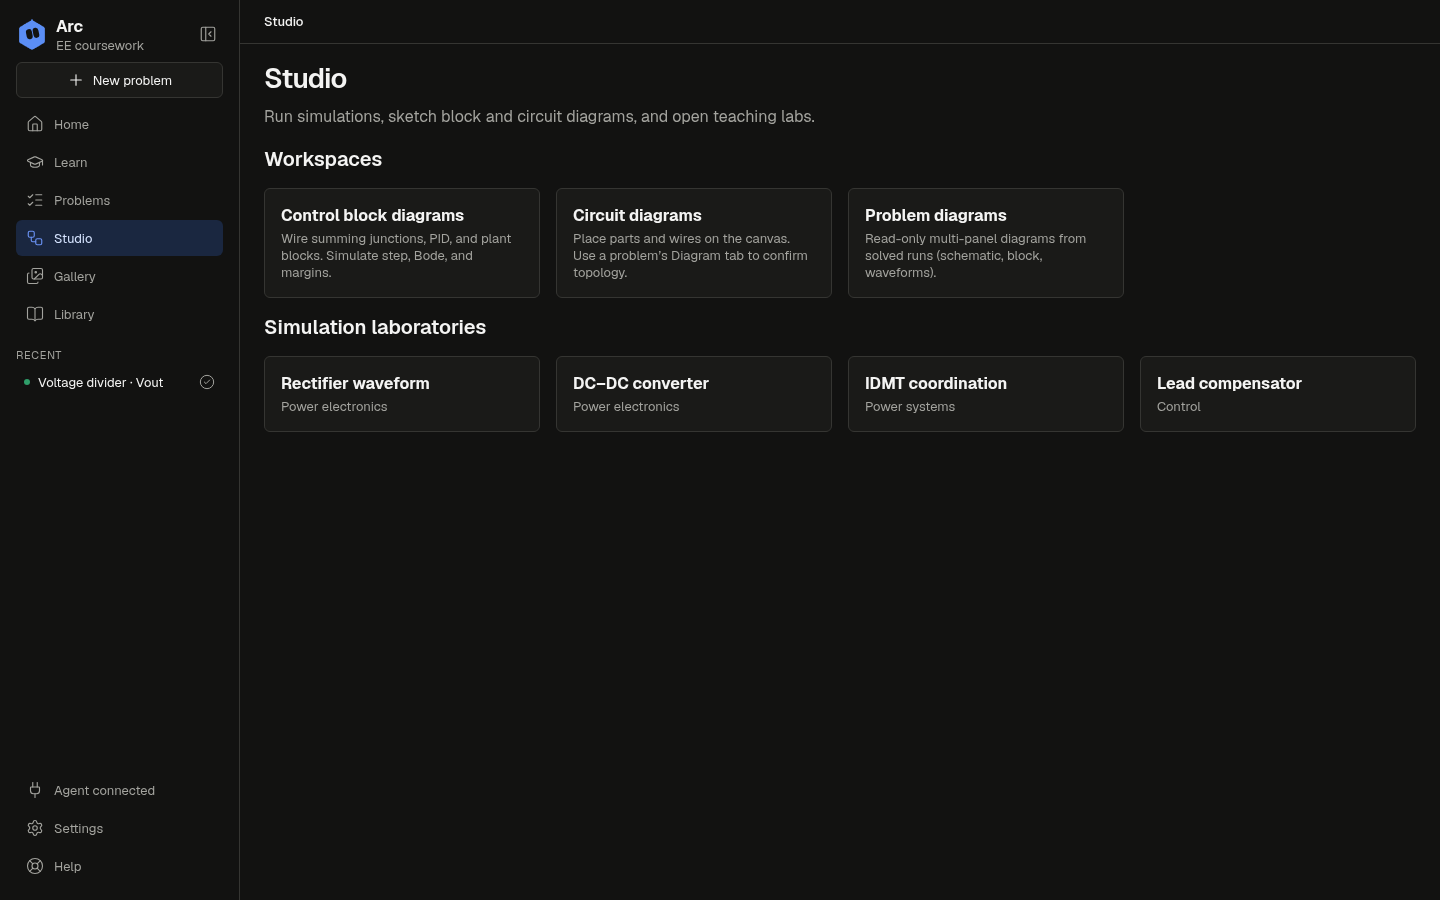 Arc
EE coursework
New problem
Home
Learn
Problems
Studio
Gallery
Library
RECENT
Voltage divider · Vout
Agent connected
Settings
Help
Studio
Studio
Run simulations, sketch block and circuit diagrams, and open teaching labs.
Workspaces
Control block diagrams
Wire summing junctions, PID, and plant
blocks. Simulate step, Bode, and
margins.
Circuit diagrams
Place parts and wires on the canvas.
Use a problem's Diagram tab to confirm
topology.
Problem diagrams
Read-only multi-panel diagrams from
solved runs (schematic, block,
waveforms).
Simulation laboratories
Rectifier waveform
Power electronics
DC–DC converter
Power electronics
IDMT coordination
Power systems
Lead compensator
Control